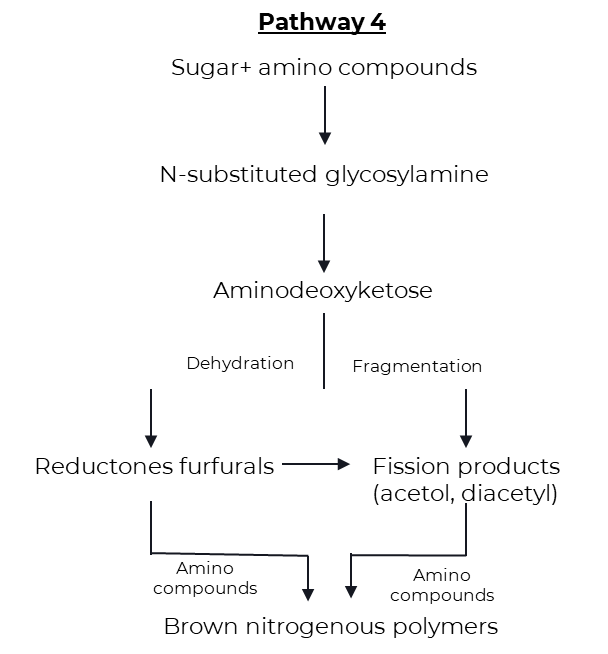 Pathway 4
Sugar+ amino compounds
N-substituted glycosylamine
Aminodeoxyketose
Dehydration
Fragmentation
Reductones furfurals
Fission products
(acetol, diacetyl)
Amino
compounds
Amino
compounds
Brown nitrogenous polymers